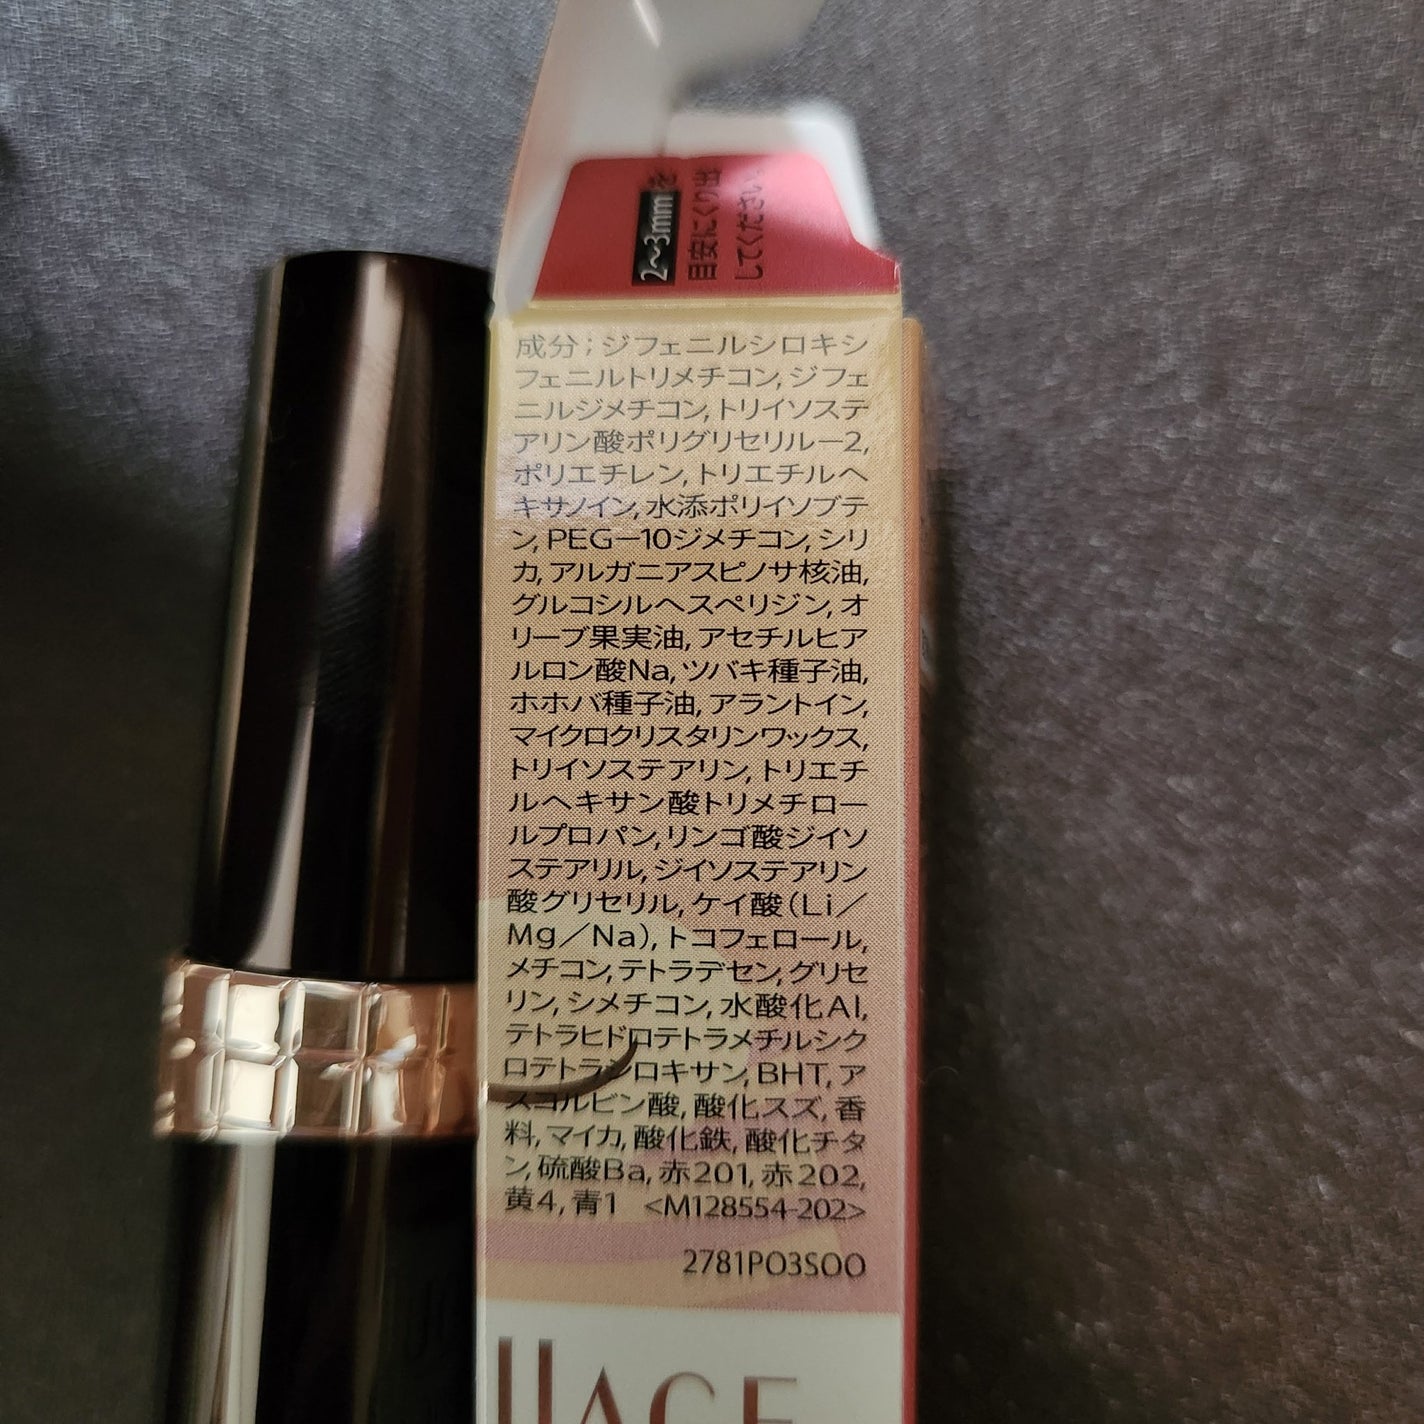 2〜3mmを
目安にくり出
してください。
成分；ジフェニルシロキシ
フェニルトリメチコン, ジフェ
ニルジメチコン, トリイソステ
アリン酸ポリグリセリル－2,
ポリエチレン, トリエチルヘ
キサノイン, 水添ポリイソブテ
ン, PEG－10ジメチコン, シリ
カ, アルガニアスピノサ核油,
グルコシルヘスペリジン, オ
リーブ果実油, アセチルヒア
ルロン酸Na, ツバキ種子油,
ホホバ種子油, アラントイン,
マイクロクリスタリンワックス,
トリイソステアリン, トリエチ
ルヘキサン酸トリメチロー
ルプロパン, リンゴ酸ジイソ
ステアリル, ジイソステアリン
酸グリセリル, ケイ酸（Li／
Mg／Na）, トコフェロール,
メチコン, テトラデセン, グリセ
リン, シメチコン, 水酸化Al,
テトラヒドロテトラメチルシク
ロテトラシロキサン, BHT, ア
スコルビン酸, 酸化スズ, 香
料, マイカ, 酸化鉄, 酸化チタ
ン, 硫酸Ba, 赤201, 赤202,
黄4, 青1 <M128554-202>
2781PO3SOO